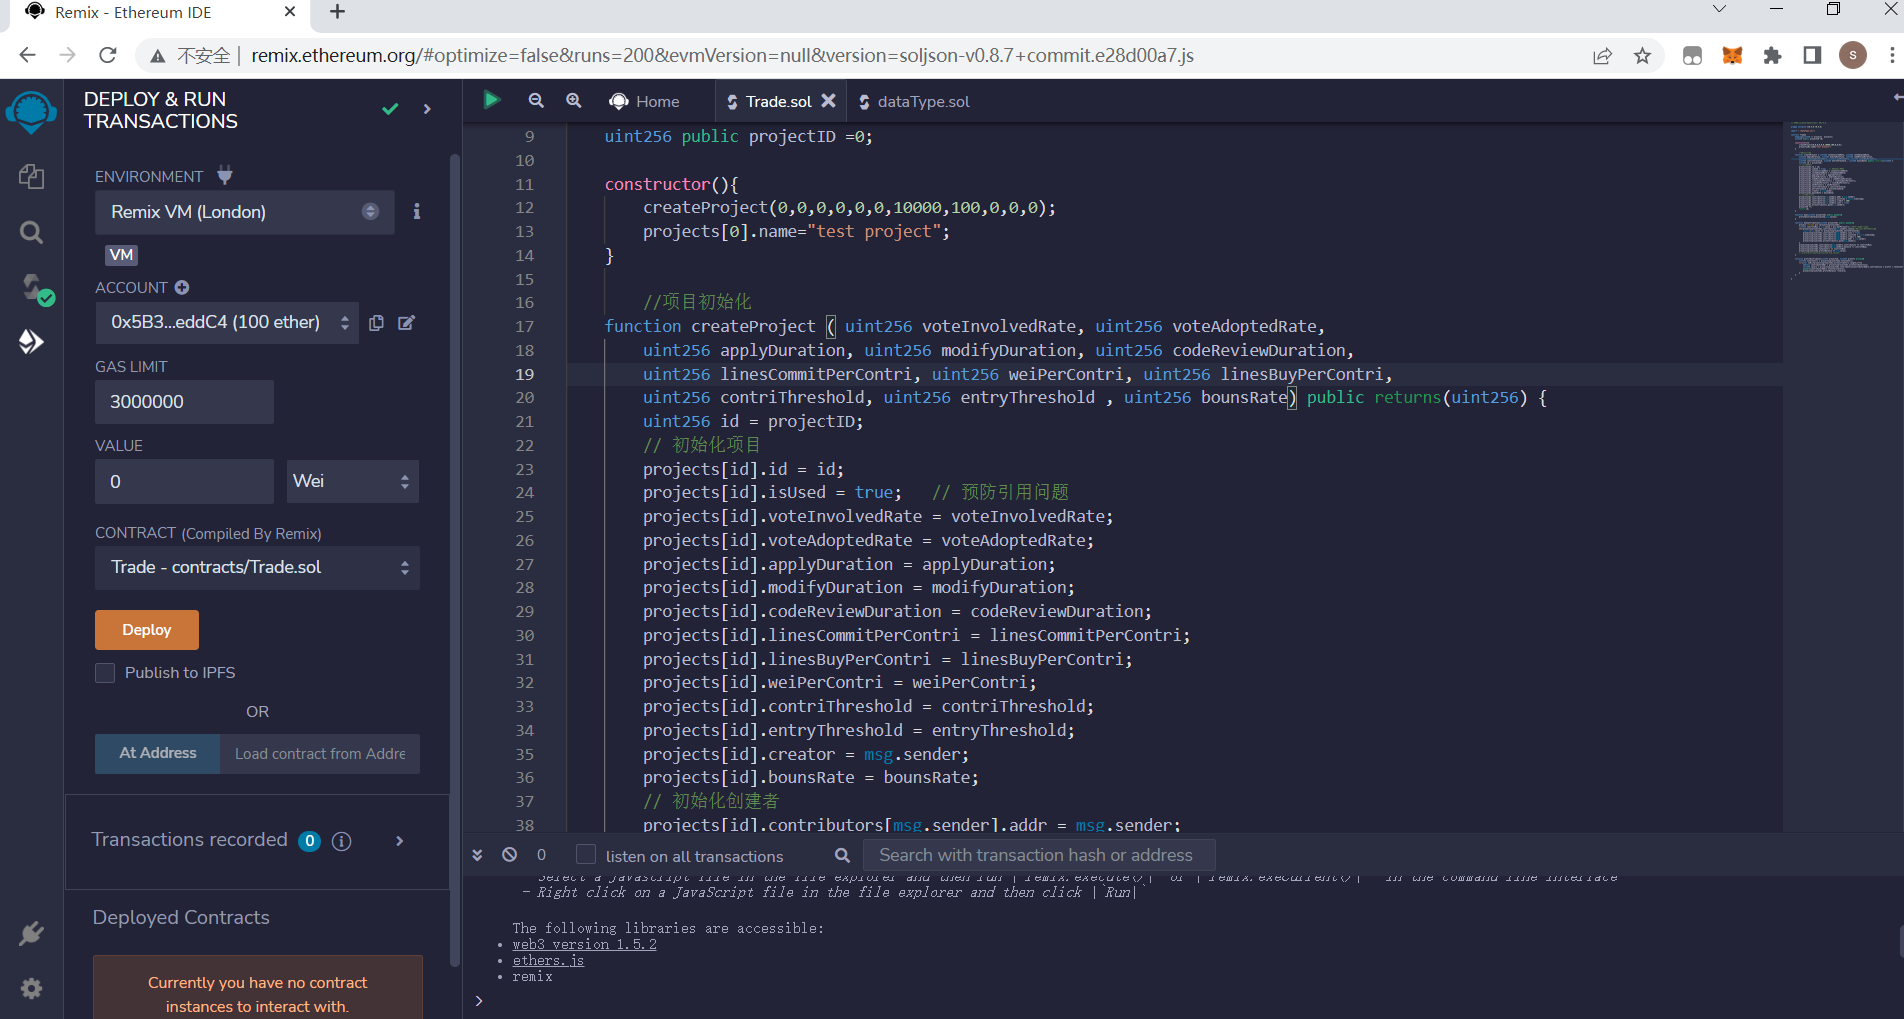 Remix - Ethereum IDE
不安全 | remix.ethereum.org/#optimize=false&runs=200&evmVersion=null&version=soljson-v0.8.7+commit.e28d00a7.js
S
DEPLOY & RUN
TRANSACTIONS
ENVIRONMENT
Remix VM (London)
VM
ACCOUNT
0x5B3...eddC4 (100 ether)
GAS LIMIT
3000000
VALUE
0
Wei
CONTRACT (Compiled By Remix)
Trade - contracts/Trade.sol
Deploy
Publish to IPFS
OR
At Address
Load contract from Addre
Transactions recorded 0
Deployed Contracts
Currently you have no contract
instances to interact with.
Home
Trade.sol
dataType.sol
9 uint256 public projectID =0;
10
11 constructor(){
12 createProject(0,0,0,0,0,0,10000,100,0,0,0);
13 projects[0].name="test project";
14 }
15
16 //项目初始化
17 function createProject ( uint256 voteInvolvedRate, uint256 voteAdoptedRate,
18 uint256 applyDuration, uint256 modifyDuration, uint256 codeReviewDuration,
19 uint256 linesCommitPerContri, uint256 weiPerContri, uint256 linesBuyPerContri,
20 uint256 contriThreshold, uint256 entryThreshold , uint256 bounsRate) public returns(uint256) {
21 uint256 id = projectID;
22 // 初始化项目
23 projects[id].id = id;
24 projects[id].isUsed = true; // 预防引用问题
25 projects[id].voteInvolvedRate = voteInvolvedRate;
26 projects[id].voteAdoptedRate = voteAdoptedRate;
27 projects[id].applyDuration = applyDuration;
28 projects[id].modifyDuration = modifyDuration;
29 projects[id].codeReviewDuration = codeReviewDuration;
30 projects[id].linesCommitPerContri = linesCommitPerContri;
31 projects[id].linesBuyPerContri = linesBuyPerContri;
32 projects[id].weiPerContri = weiPerContri;
33 projects[id].contriThreshold = contriThreshold;
34 projects[id].entryThreshold = entryThreshold;
35 projects[id].creator = msg.sender;
36 projects[id].bounsRate = bounsRate;
37 // 初始化创建者
38 projects[id].contributors[msg.sender].addr = msg.sender;
0
listen on all transactions
Search with transaction hash or address
Select a javascript file in the file explorer and then run |`remix.execute()|` or |`remix.exeCurrent()|` in the command line interface
- Right click on a JavaScript file in the file explorer and then click |`Run|`
The following libraries are accessible:
• web3 version 1.5.2
• ethers.js
• remix
>